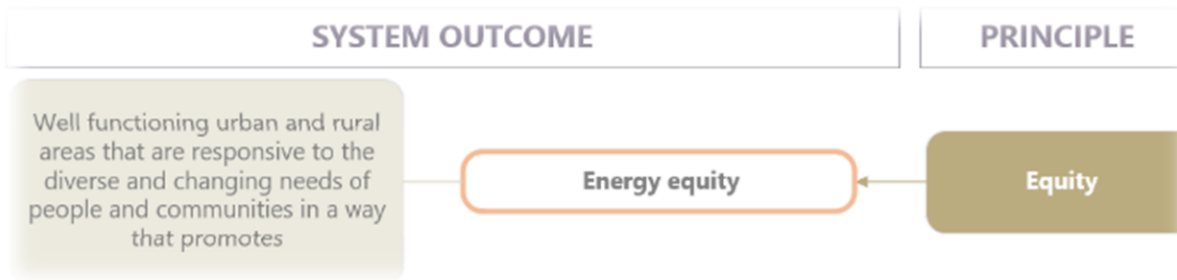 SYSTEM OUTCOME
PRINCIPLE
Well functioning urban and rural
areas that are responsive to the
diverse and changing needs of
people and communities in a way
that promotes
Energy equity
Equity